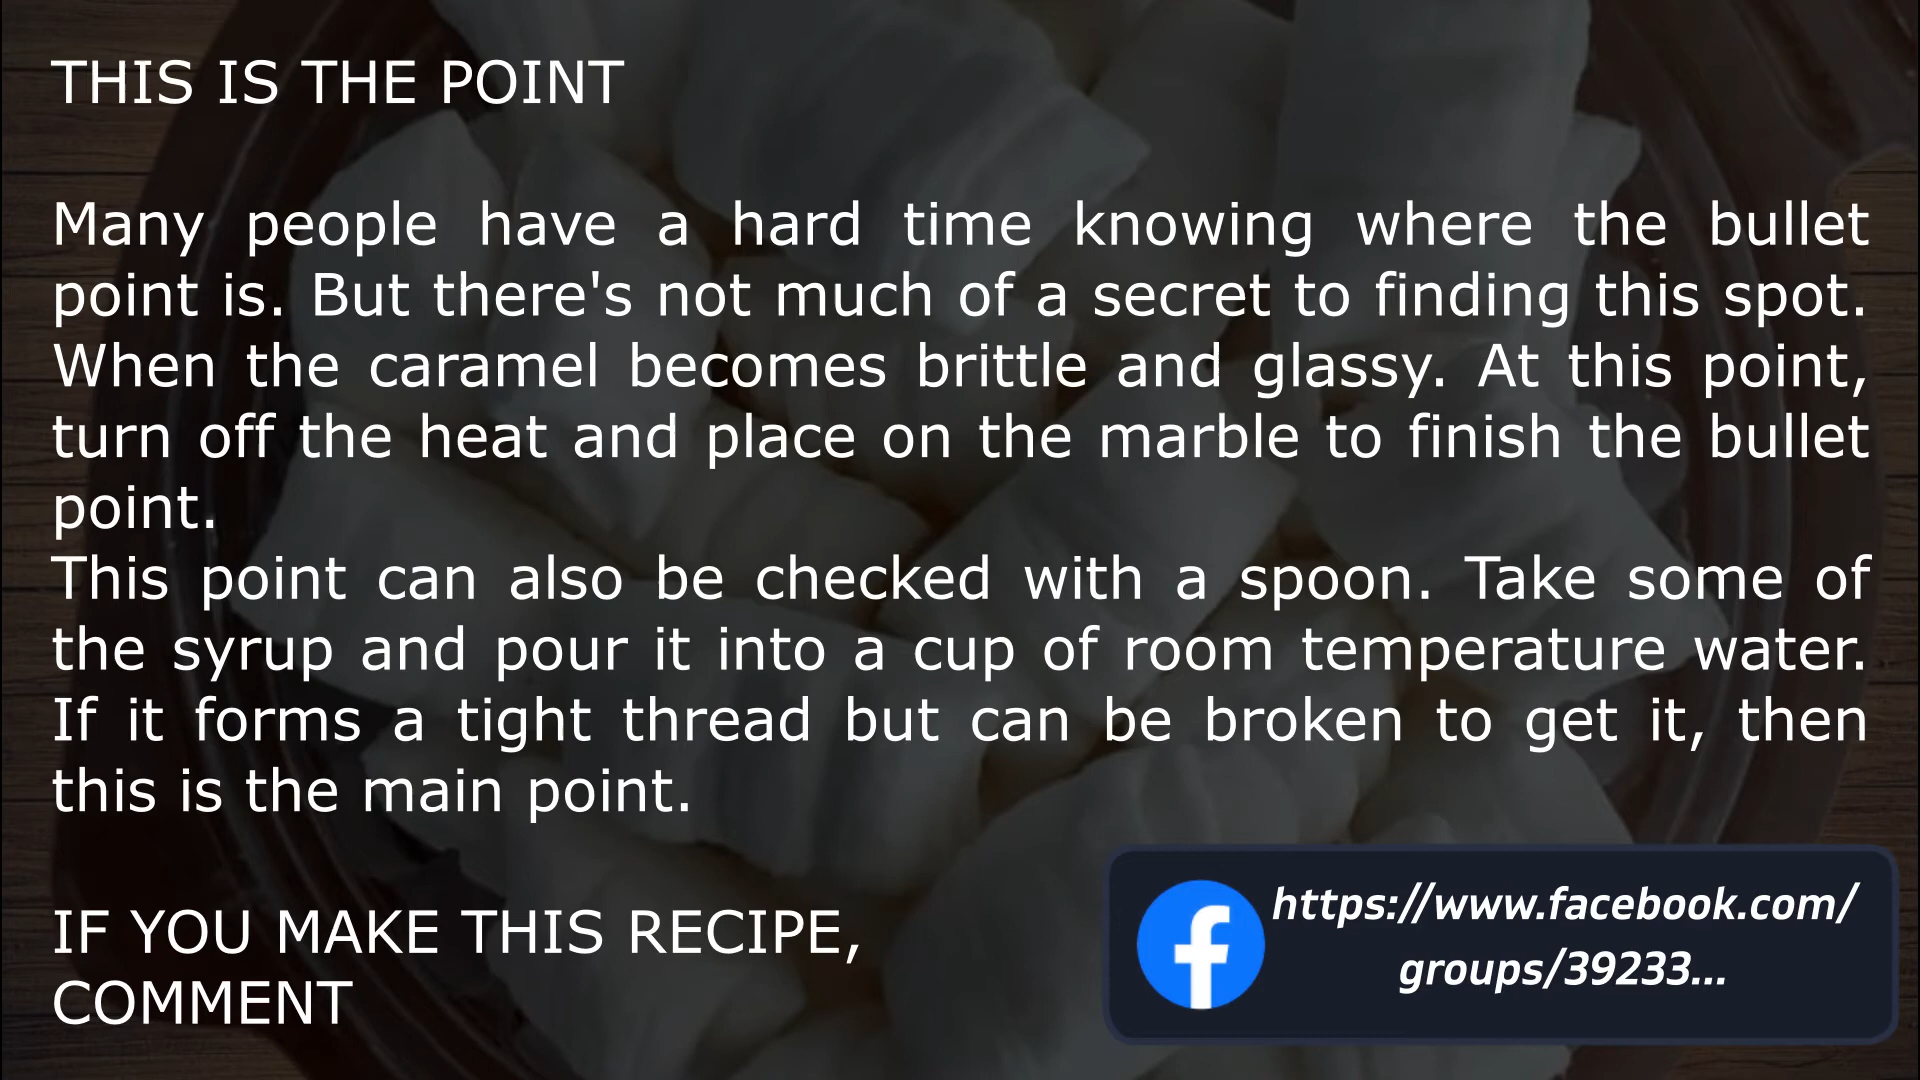 THIS IS THE POINT
Many people have a hard time knowing where the bullet
point is. But there's not much of a secret to finding this spot.
When the caramel becomes brittle and glassy. At this point,
turn off the heat and place on the marble to finish the bullet
point.
This point can also be checked with a spoon. Take some of
the syrup and pour it into a cup of room temperature water.
If it forms a tight thread but can be broken to get it, then
this is the main point.
IF YOU MAKE THIS RECIPE,
COMMENT
https://www.facebook.com/
groups/39233...